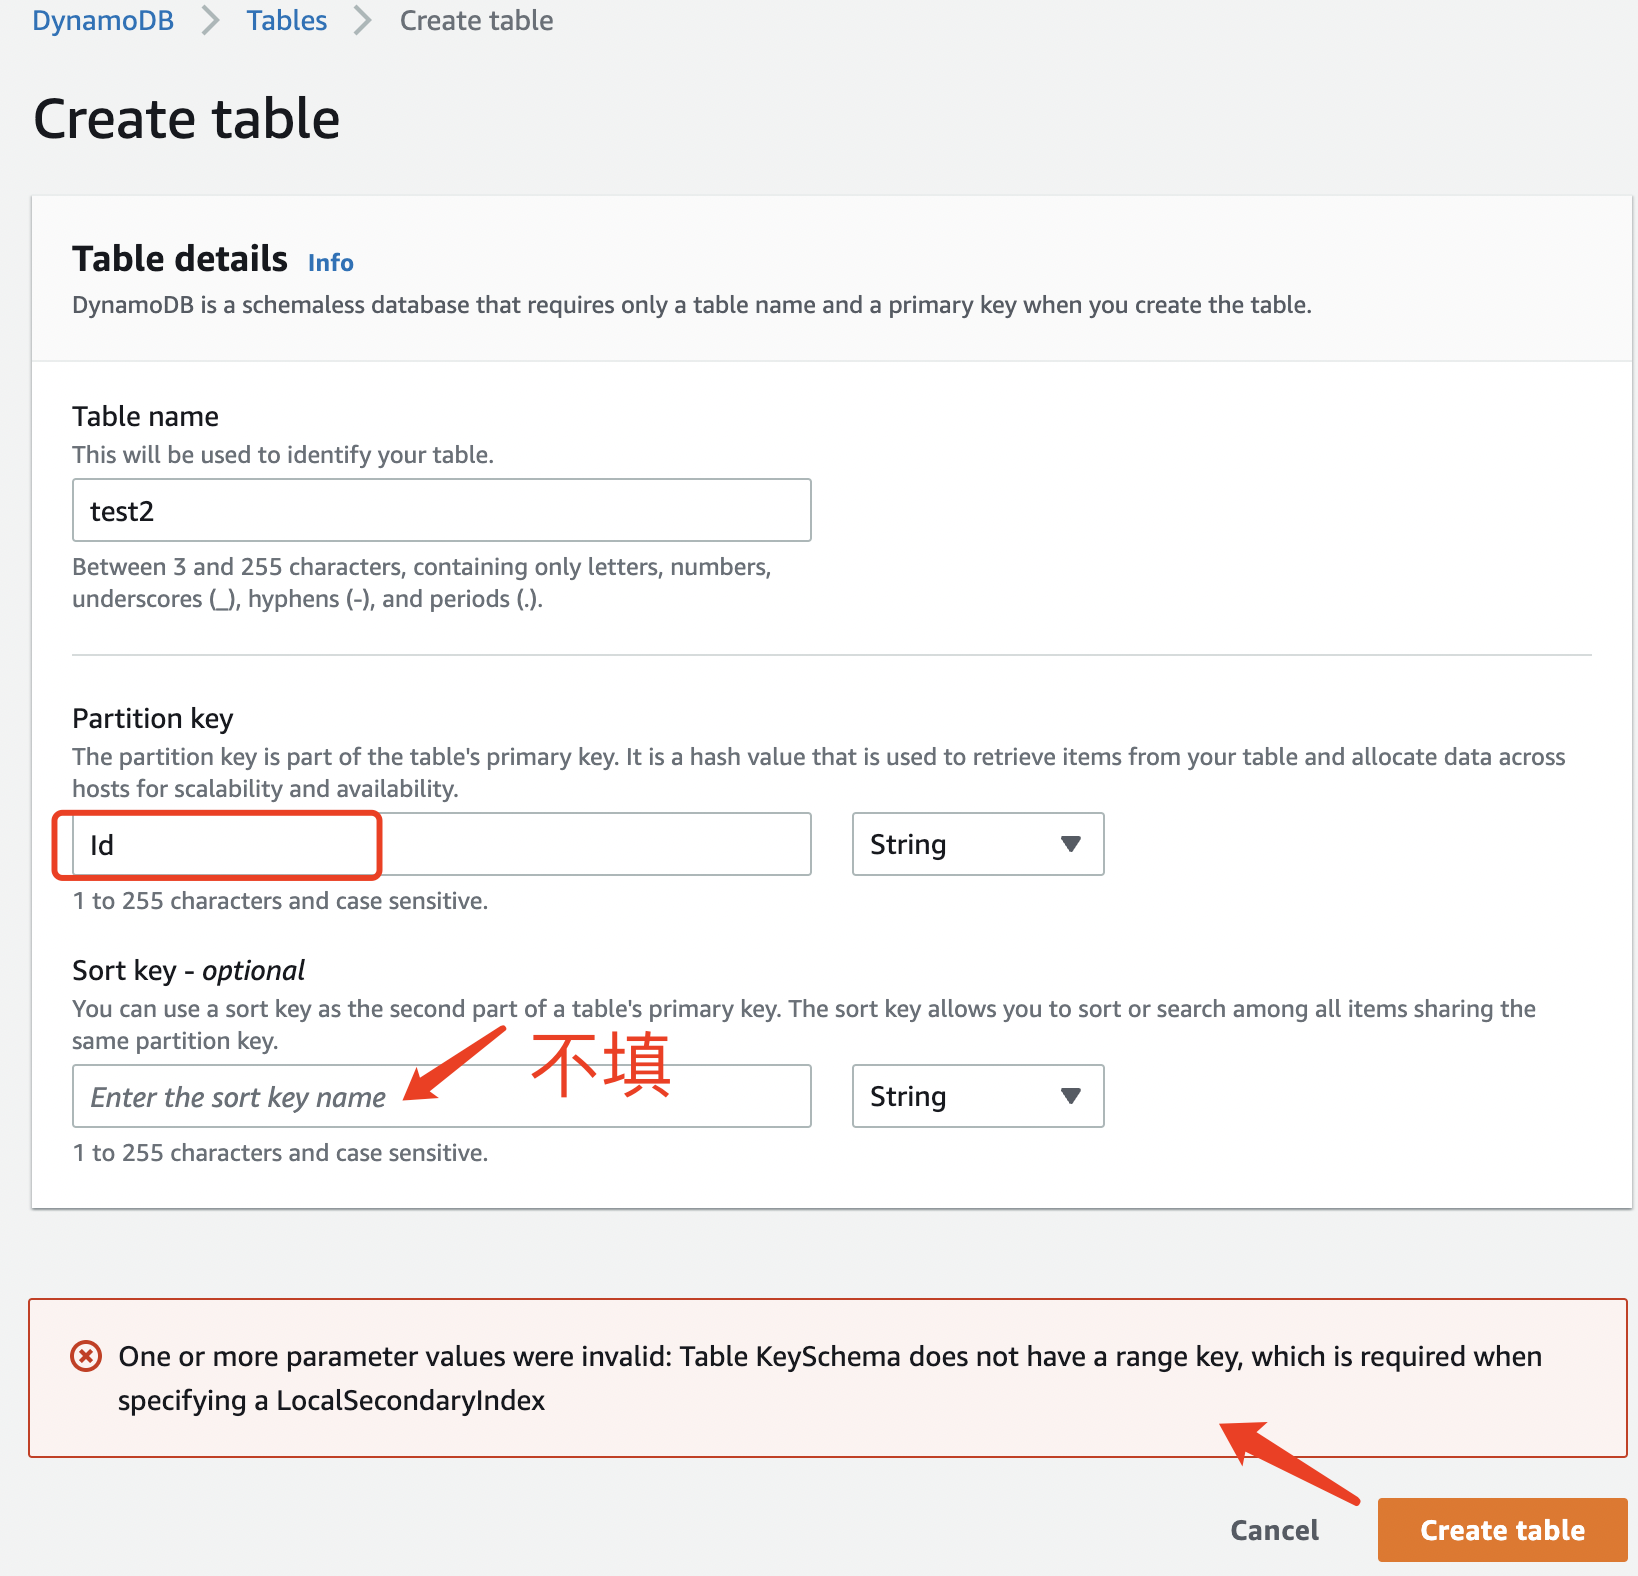 DynamoDB > Tables > Create table
Create table
Table details Info
DynamoDB is a schemaless database that requires only a table name and a primary key when you create the table.
Table name
This will be used to identify your table.
test2
Between 3 and 255 characters, containing only letters, numbers,
underscores (_), hyphens (-), and periods (.).
Partition key
The partition key is part of the table's primary key. It is a hash value that is used to retrieve items from your table and allocate data across
hosts for scalability and availability.
Id String
1 to 255 characters and case sensitive.
Sort key - optional
You can use a sort key as the second part of a table's primary key. The sort key allows you to sort or search among all items sharing the
same partition key.
不填
Enter the sort key name String
1 to 255 characters and case sensitive.
One or more parameter values were invalid: Table KeySchema does not have a range key, which is required when
specifying a LocalSecondaryIndex
Cancel Create table